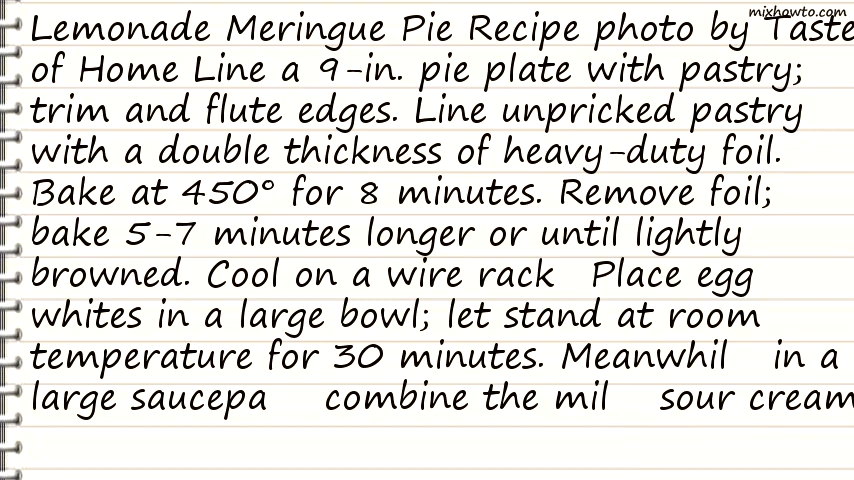 mixhowto.com
Lemonade Meringue Pie Recipe photo by Taste
of Home Line a 9-in. pie plate with pastry;
trim and flute edges. Line unpricked pastry
with a double thickness of heavy-duty foil.
Bake at 450° for 8 minutes. Remove foil;
bake 5-7 minutes longer or until lightly
browned. Cool on a wire rack Place egg
whites in a large bowl; let stand at room
temperature for 30 minutes. Meanwhil in a
large saucepa combine the mil sour cream